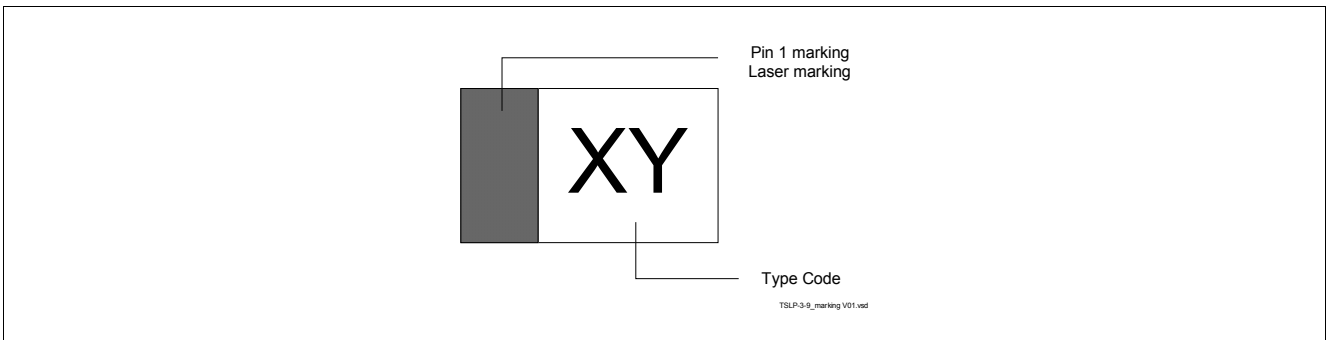 Pin 1 marking
Laser marking
XY
Type Code
TSLP-3-9_marking V01.vsd